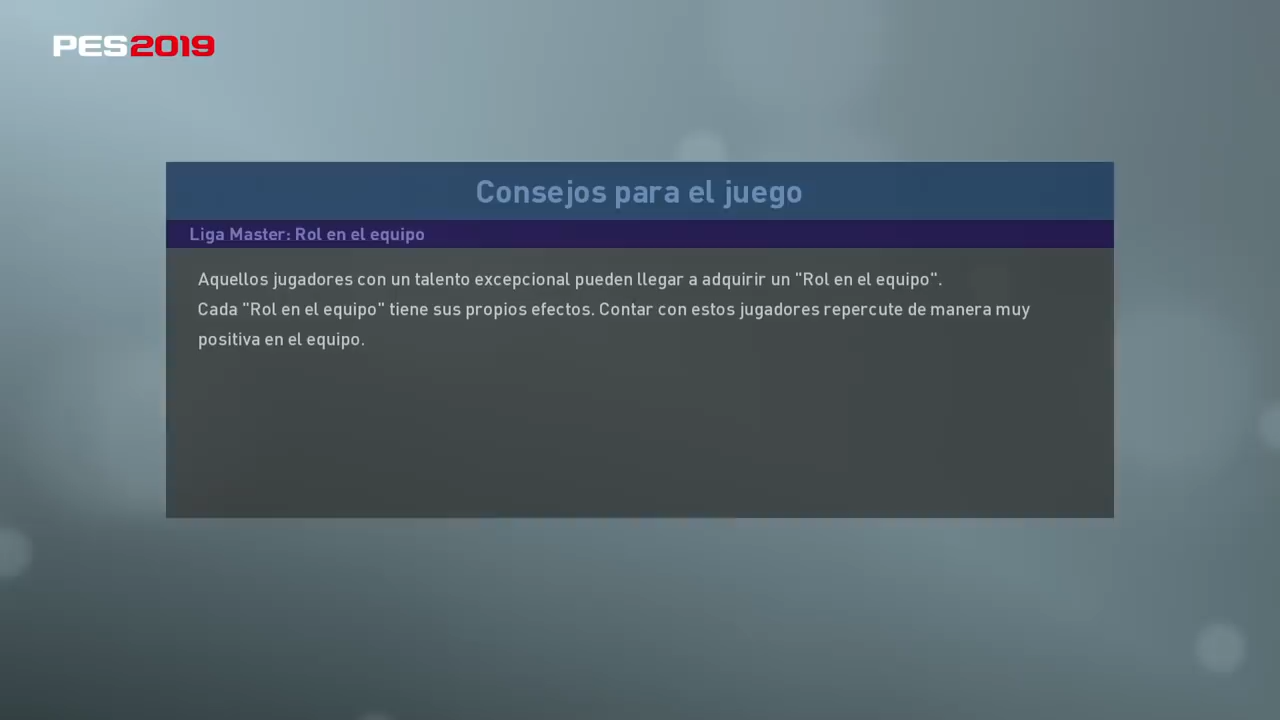 PES2019
Consejos para el juego
Liga Master: Rol en el equipo
Aquellos jugadores con un talento excepcional pueden llegar a adquirir un "Rol en el equipo".
Cada "Rol en el equipo" tiene sus propios efectos. Contar con estos jugadores repercute de manera muy
positiva en el equipo.